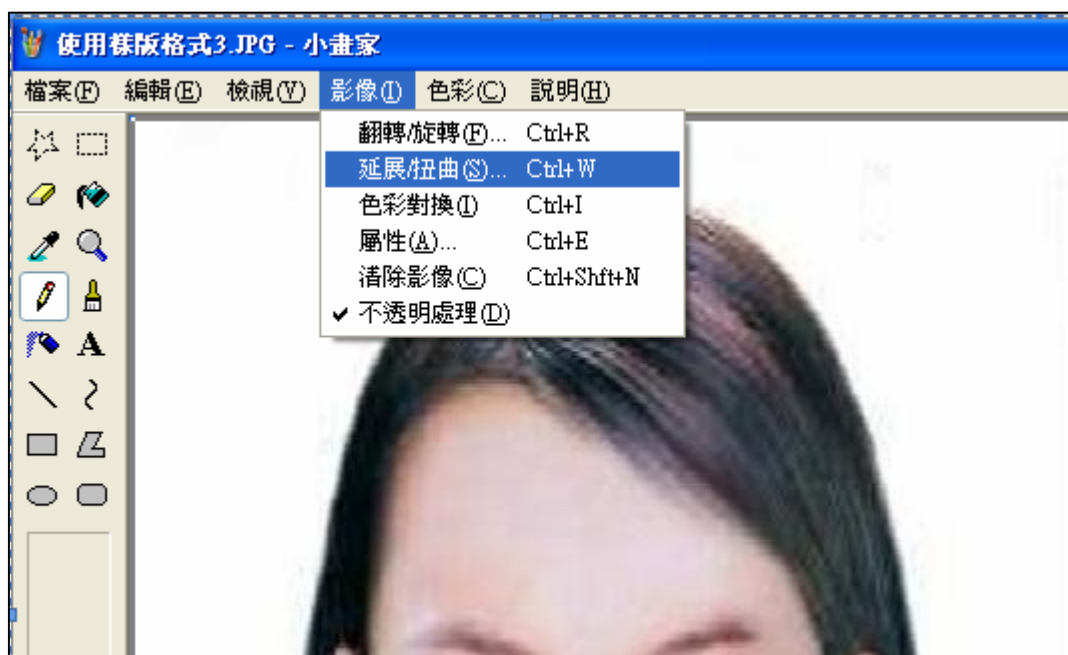 使用樣版格式3.JPG - 小畫家
檔案(F) 編輯(E) 檢視(V) 影像(I) 色彩(C) 說明(H)
翻轉/旋轉(F)... Ctrl+R
延展/扭曲(S)... Ctrl+W
色彩對換(I) Ctrl+I
屬性(A)... Ctrl+E
清除影像(C) Ctrl+Shft+N
✓ 不透明處理(D)
A